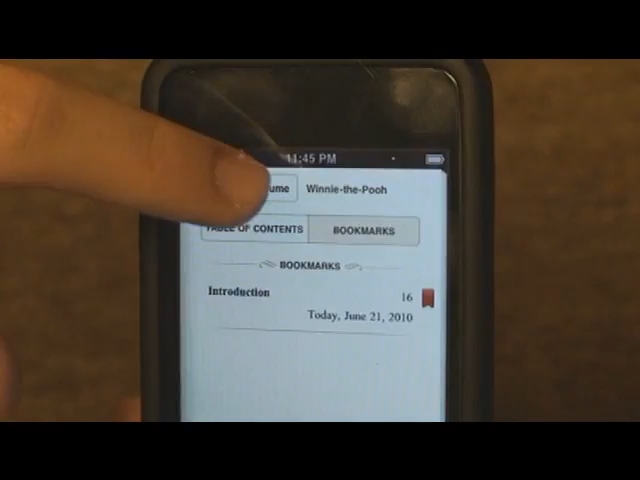 11:45 PM
ume Winnie-the-Pooh
TABLE OF CONTENTS BOOKMARKS
BOOKMARKS
Introduction 16
Today, June 21, 2010